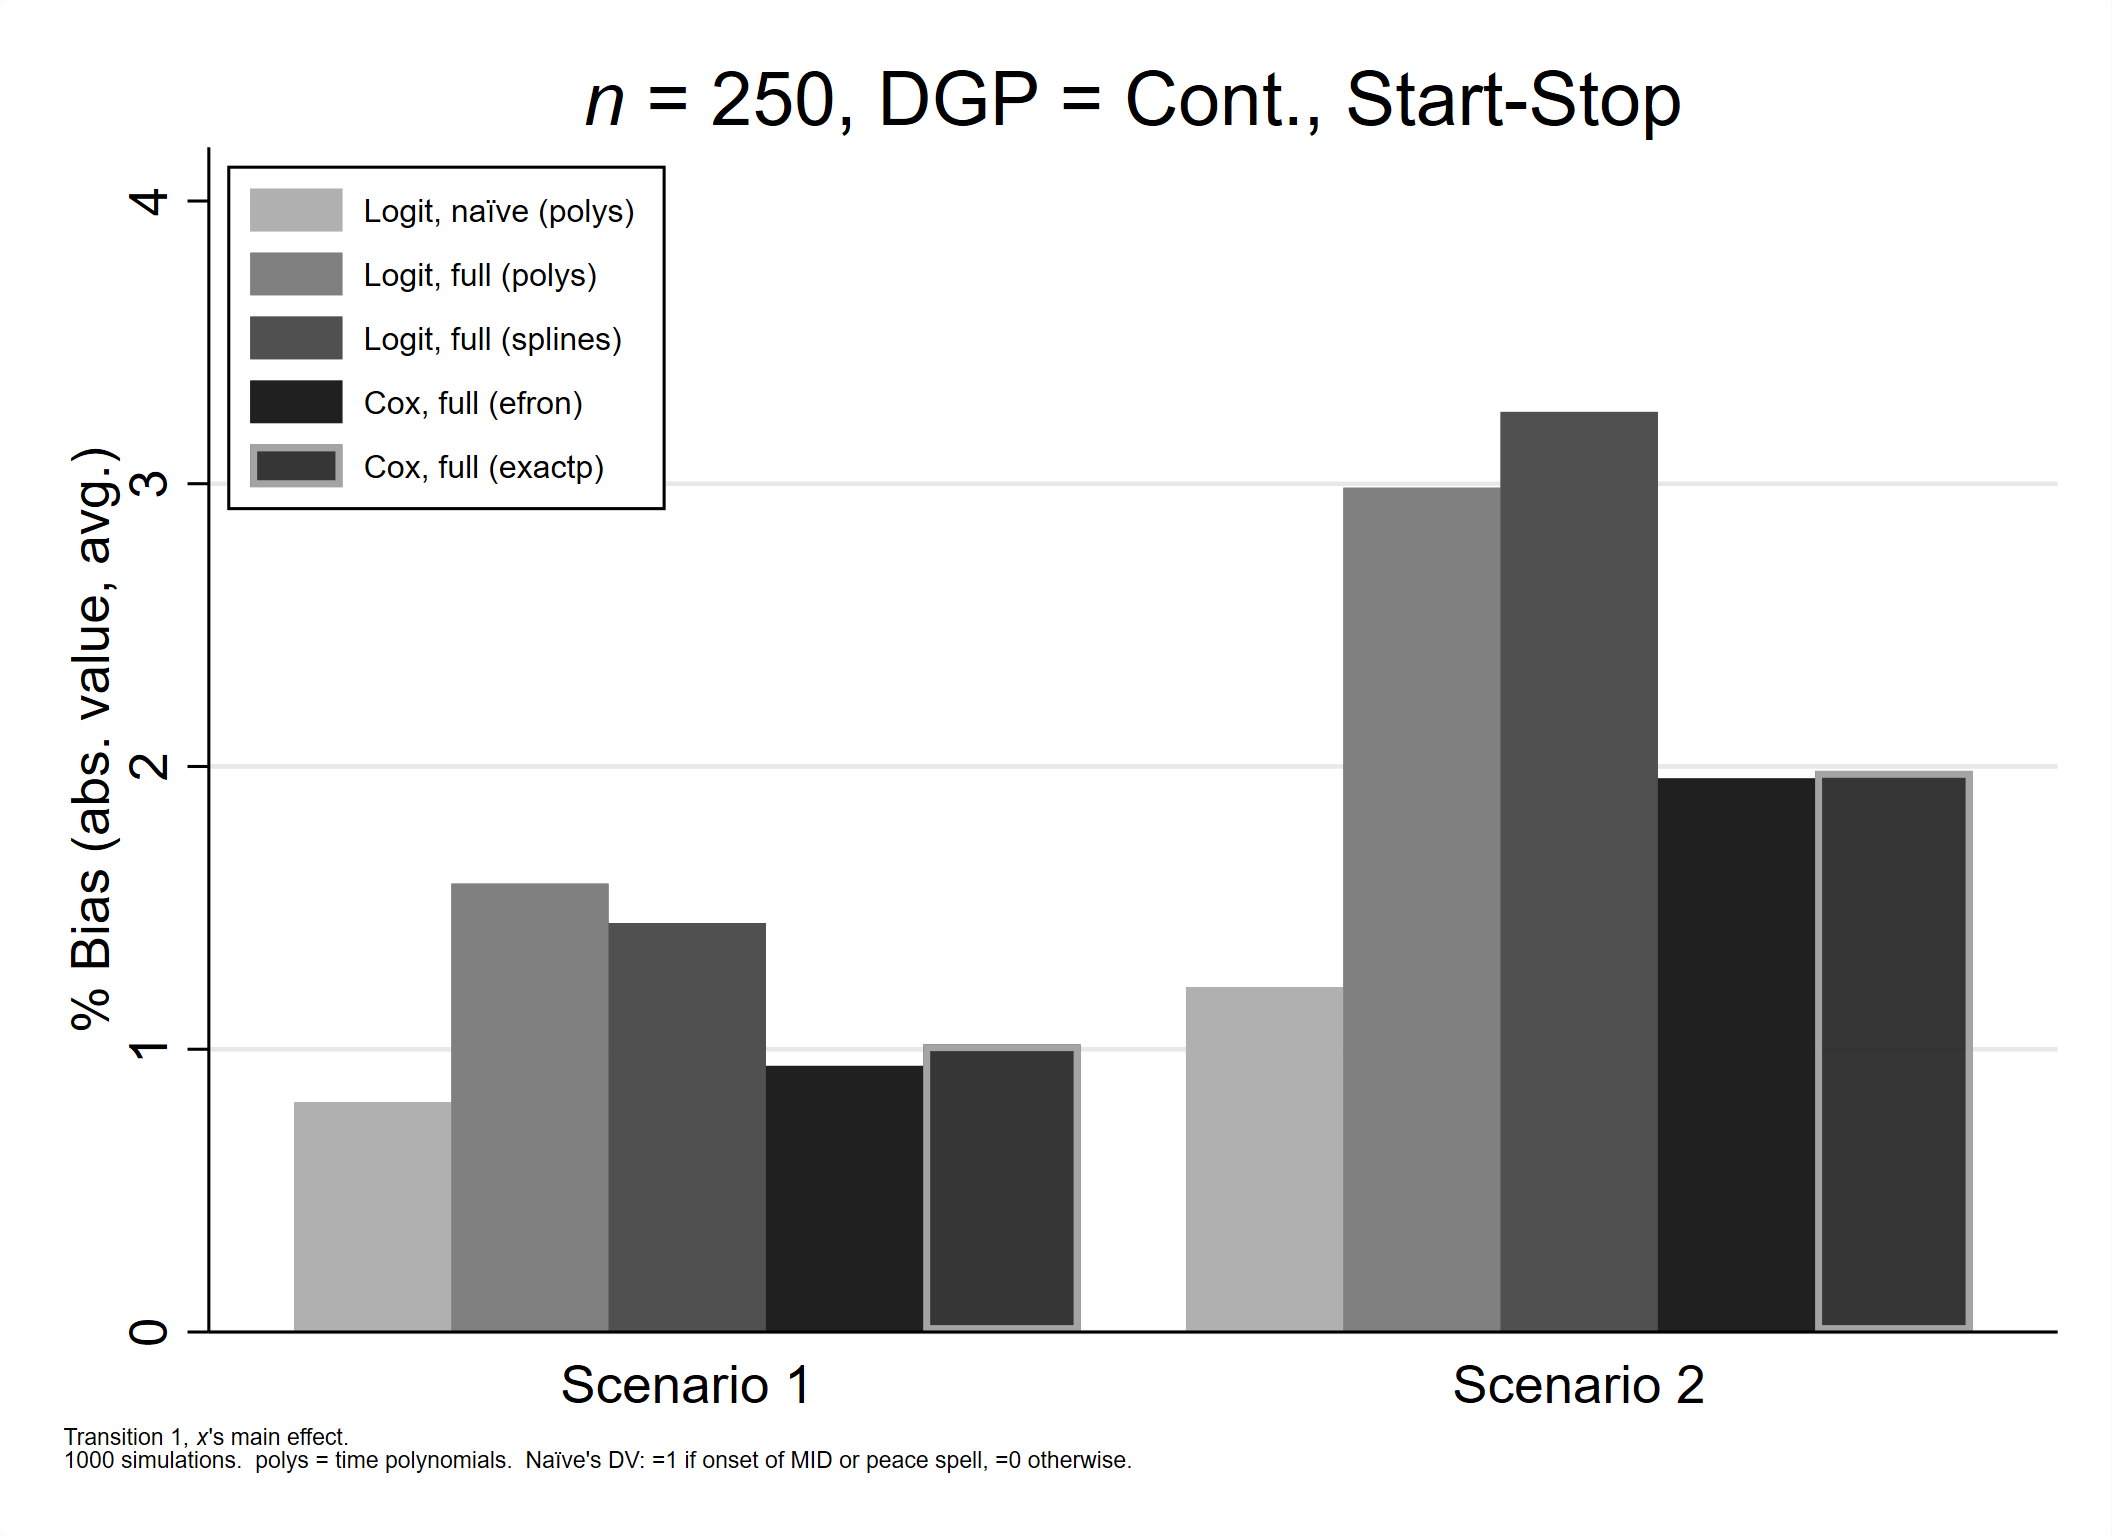 n = 250, DGP = Cont., Start-Stop
Logit, naïve (polys)
Logit, full (polys)
Logit, full (splines)
Cox, full (efron)
Cox, full (exactp)
% Bias (abs. value, avg.)
4
3
2
1
0
Scenario 1
Scenario 2
Transition 1, x's main effect.
1000 simulations.  polys = time polynomials.  Naïve's DV: =1 if onset of MID or peace spell, =0 otherwise.